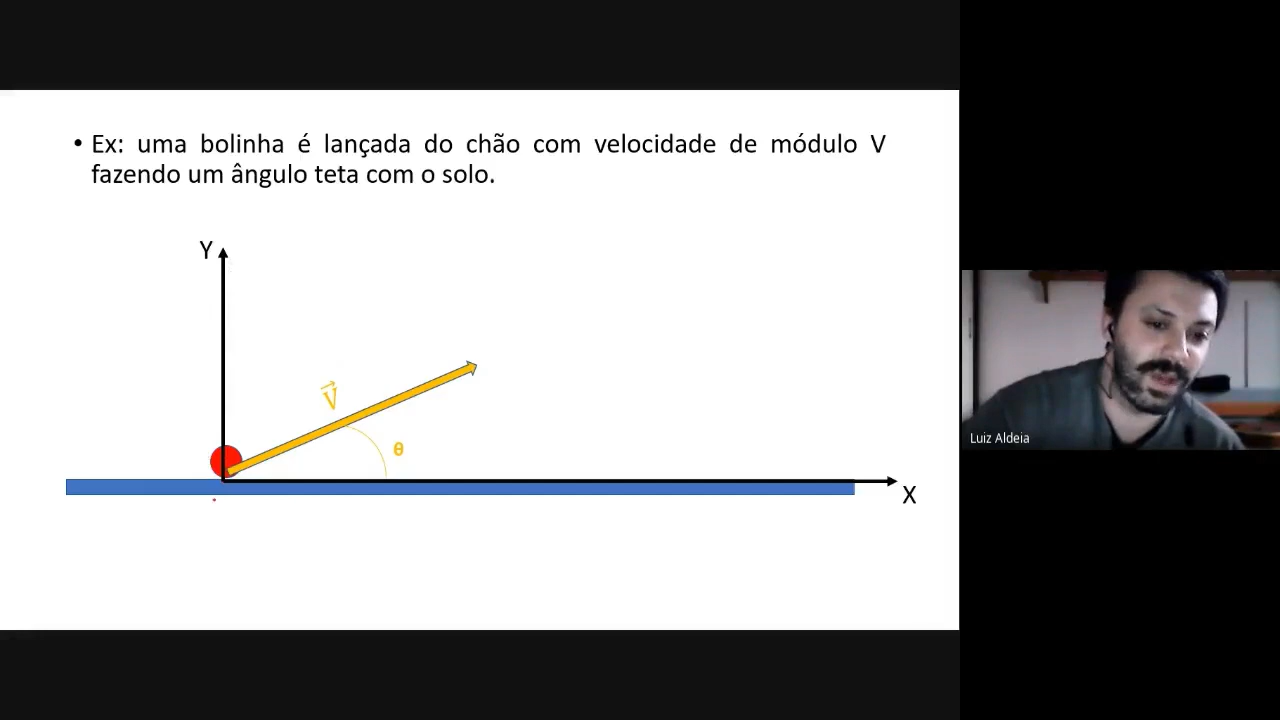 • Ex: uma bolinha é lançada do chão com velocidade de módulo V
fazendo um ângulo teta com o solo.
Y
V⃗
θ
X
Luiz Aldeia